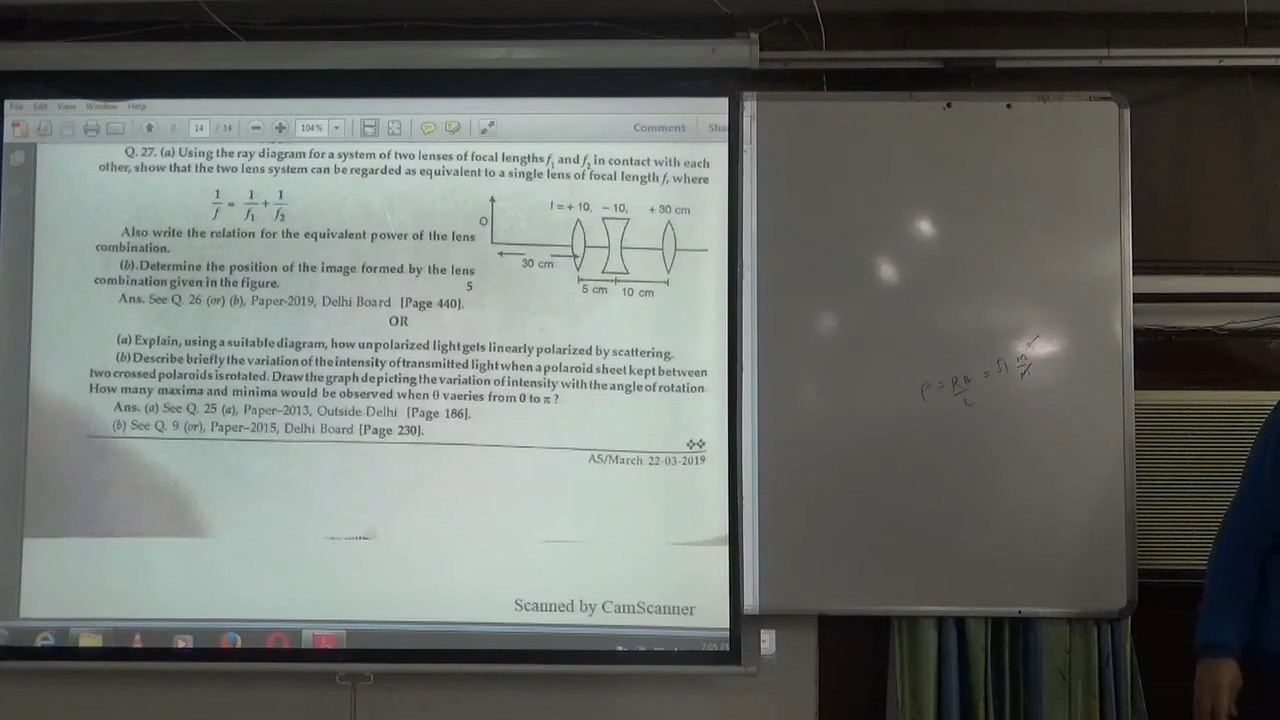 File Edit View Window Help
14 / 14 104% Comment Sha
Q. 27. (a) Using the ray diagram for a system of two lenses of focal lengths f₁ and f₂ in contact with each
other, show that the two lens system can be regarded as equivalent to a single lens of focal length f, where
1/f = 1/f₁ + 1/f₂
Also write the relation for the equivalent power of the lens
combination.
(b).Determine the position of the image formed by the lens
combination given in the figure. 5
f = + 10, – 10, + 30 cm
O
30 cm
5 cm 10 cm
Ans. See Q. 26 (or) (b), Paper-2019, Delhi Board [Page 440].
OR
(a) Explain, using a suitable diagram, how unpolarized light gets linearly polarized by scattering.
(b) Describe briefly the variation of the intensity of transmitted light when a polaroid sheet kept between
two crossed polaroids is rotated. Draw the graph depicting the variation of intensity with the angle of rotation.
How many maxima and minima would be observed when θ vaeries from 0 to π ?
Ans. (a) See Q. 25 (a), Paper–2013, Outside Delhi [Page 186].
(b) See Q. 9 (or), Paper–2015, Delhi Board [Page 230].
AS/March 22-03-2019
Scanned by CamScanner